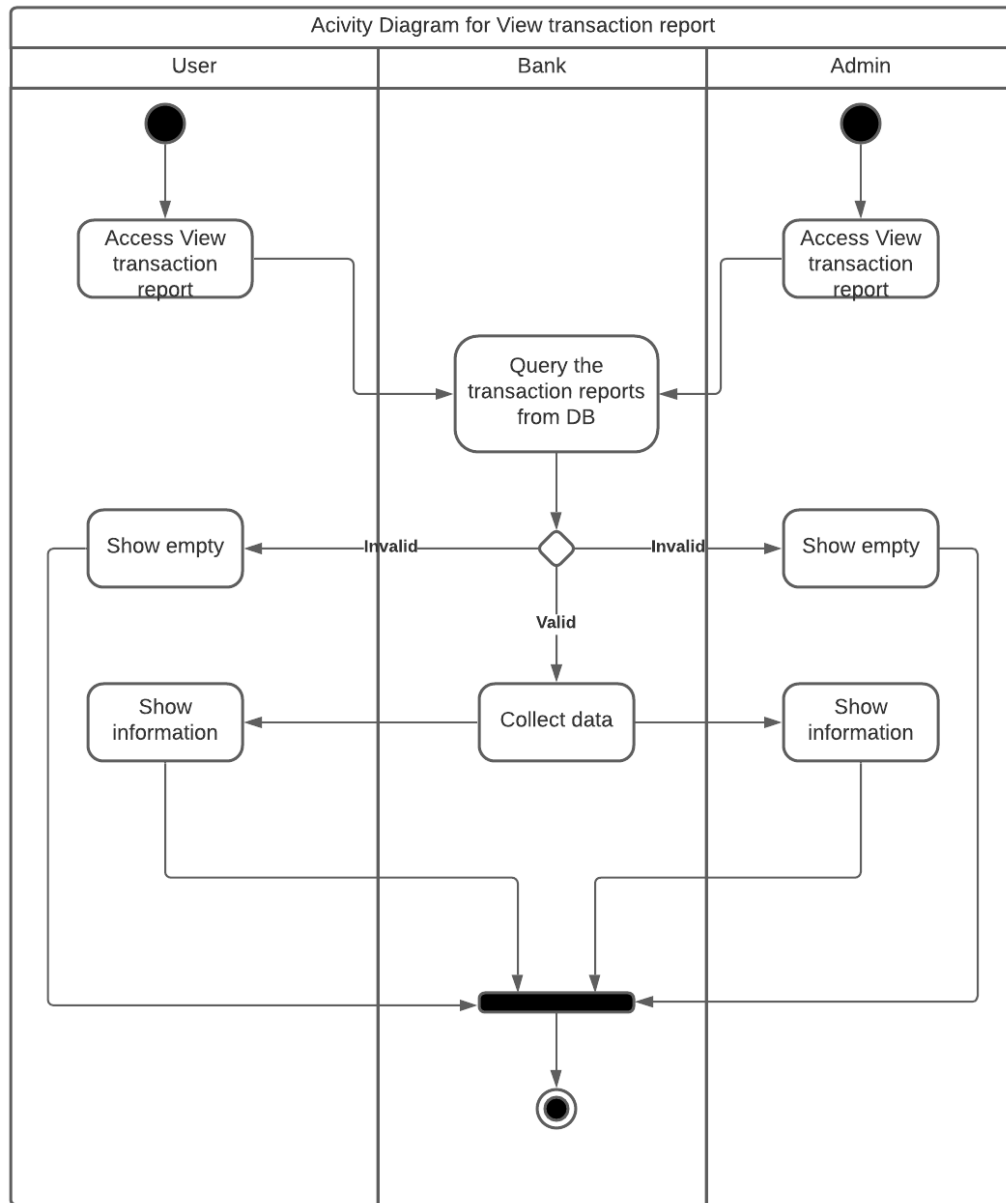 Acivity Diagram for View transaction report
User
Bank
Admin
Access View
transaction
report
Access View
transaction
report
Query the
transaction reports
from DB
Show empty
Invalid
Invalid
Show empty
Valid
Show
information
Collect data
Show
information